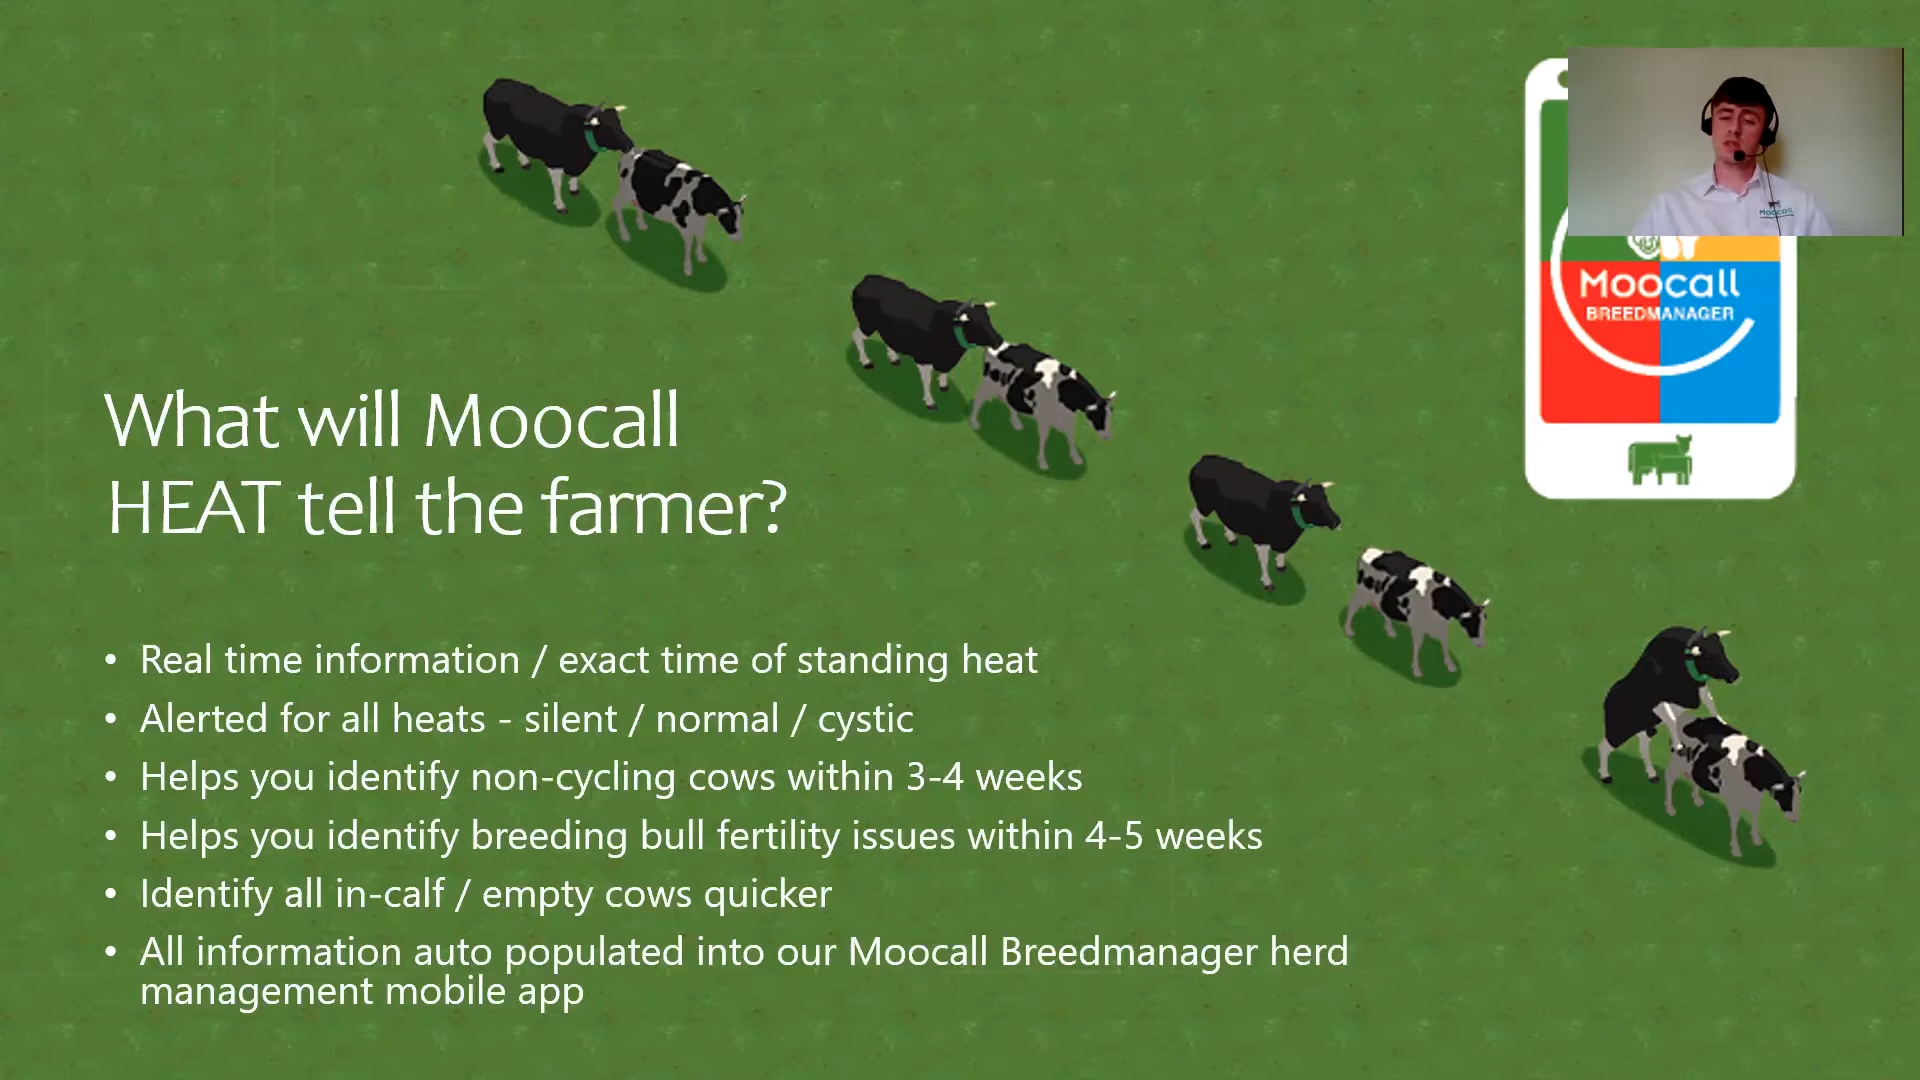 What will Moocall
HEAT tell the farmer?
• Real time information / exact time of standing heat
• Alerted for all heats - silent / normal / cystic
• Helps you identify non-cycling cows within 3-4 weeks
• Helps you identify breeding bull fertility issues within 4-5 weeks
• Identify all in-calf / empty cows quicker
• All information auto populated into our Moocall Breedmanager herd
management mobile app
Moocall
Moocall
BREEDMANAGER